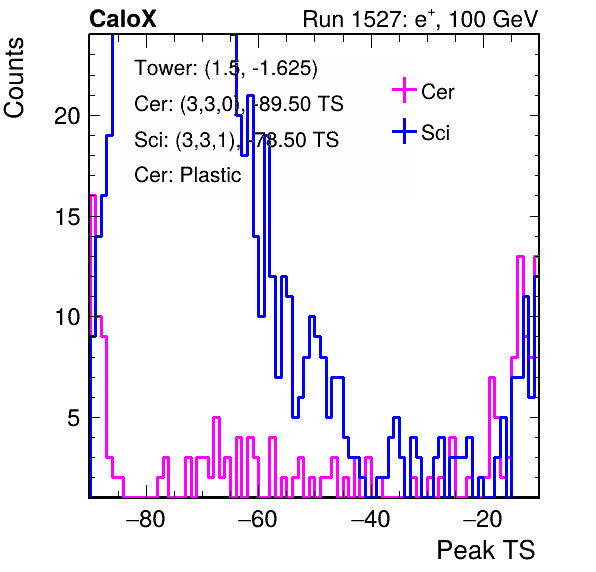 CaloX
Run 1527: e+, 100 GeV
Counts
Tower: (1.5, -1.625)
Cer: (3,3,0), -89.50 TS
Sci: (3,3,1), -78.50 TS
Cer: Plastic
Cer
Sci
20
15
10
5
−80
−60
−40
−20
Peak TS